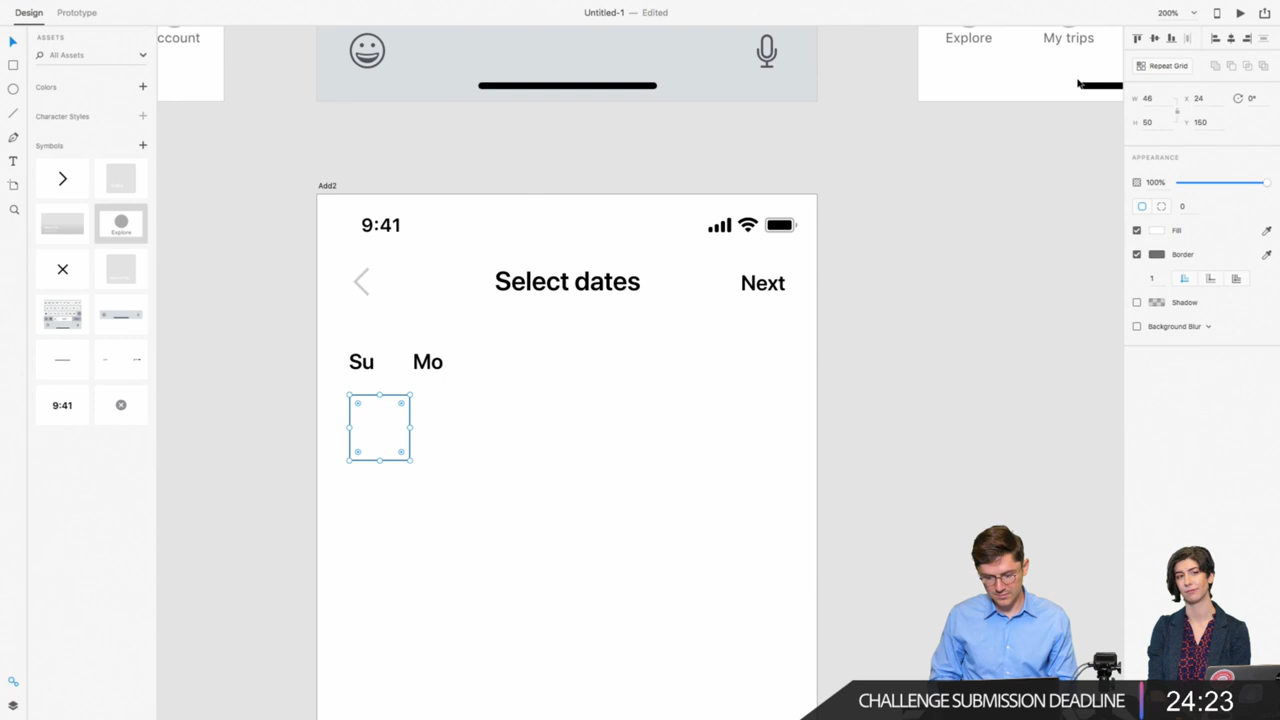 Design
Prototype
Untitled-1 — Edited
200%
ASSETS
All Assets
Colors
Character Styles
Symbols
Explore
9:41
ccount
Explore
My trips
Add2
9:41
Select dates
Next
Su
Mo
Repeat Grid
W 46
X 24
0°
H 50
Y 150
APPEARANCE
100%
0
Fill
Border
1
Shadow
Background Blur
CHALLENGE SUBMISSION DEADLINE
24:23